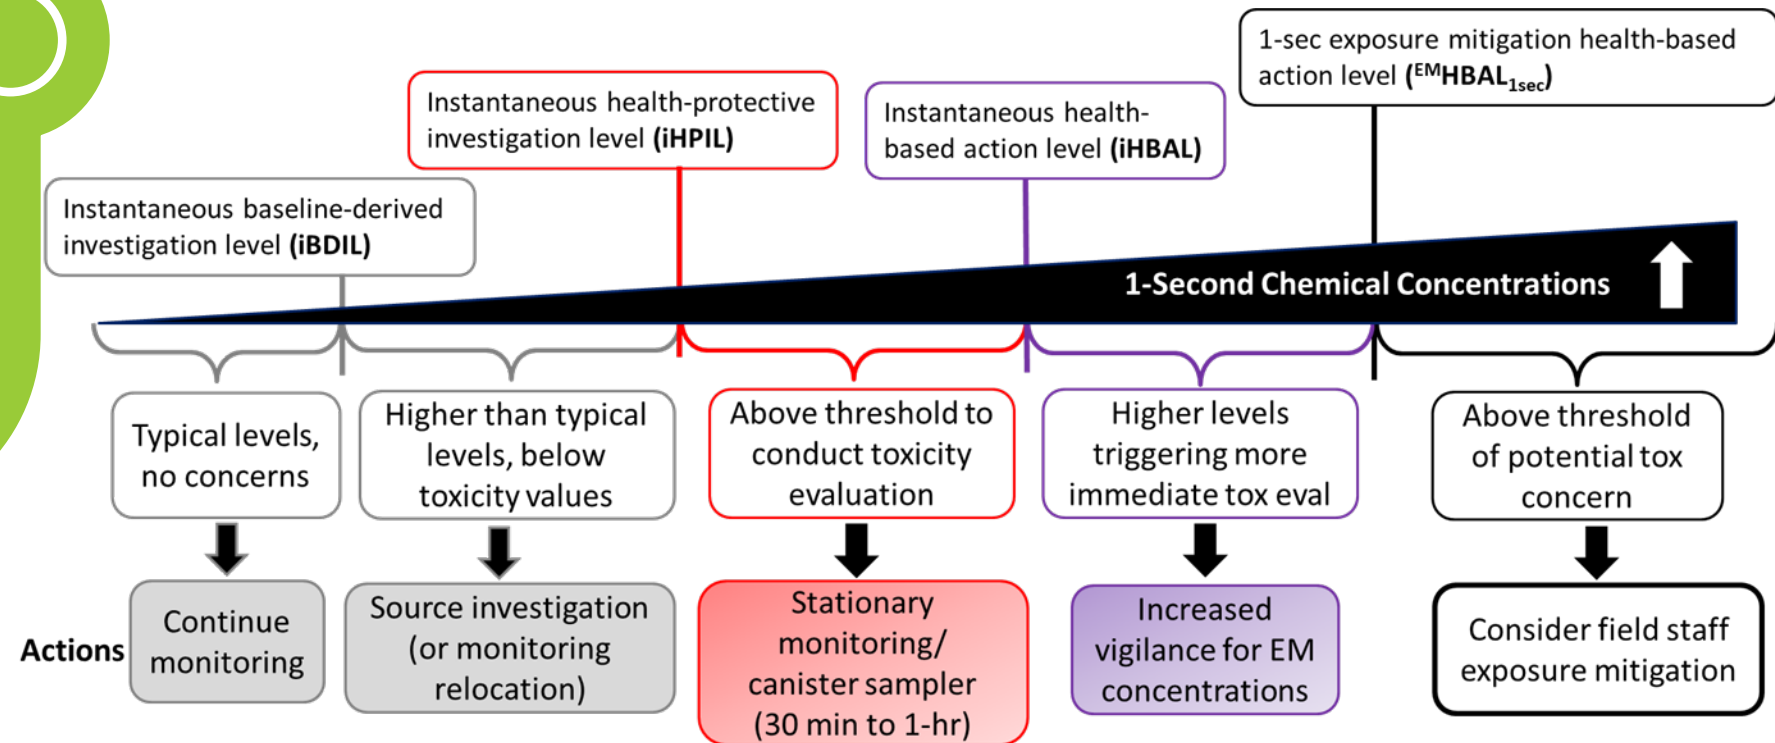 1-sec exposure mitigation health-based
action level (EMHBAL1sec)
Instantaneous health-protective
investigation level (iHPIL)
Instantaneous health-
based action level (iHBAL)
Instantaneous baseline-derived
investigation level (iBDIL)
1-Second Chemical Concentrations
Typical levels,
no concerns
Higher than typical
levels, below
toxicity values
Above threshold to
conduct toxicity
evaluation
Higher levels
triggering more
immediate tox eval
Above threshold
of potential tox
concern
Actions
Continue
monitoring
Source investigation
(or monitoring
relocation)
Stationary
monitoring/
canister sampler
(30 min to 1-hr)
Increased
vigilance for EM
concentrations
Consider field staff
exposure mitigation